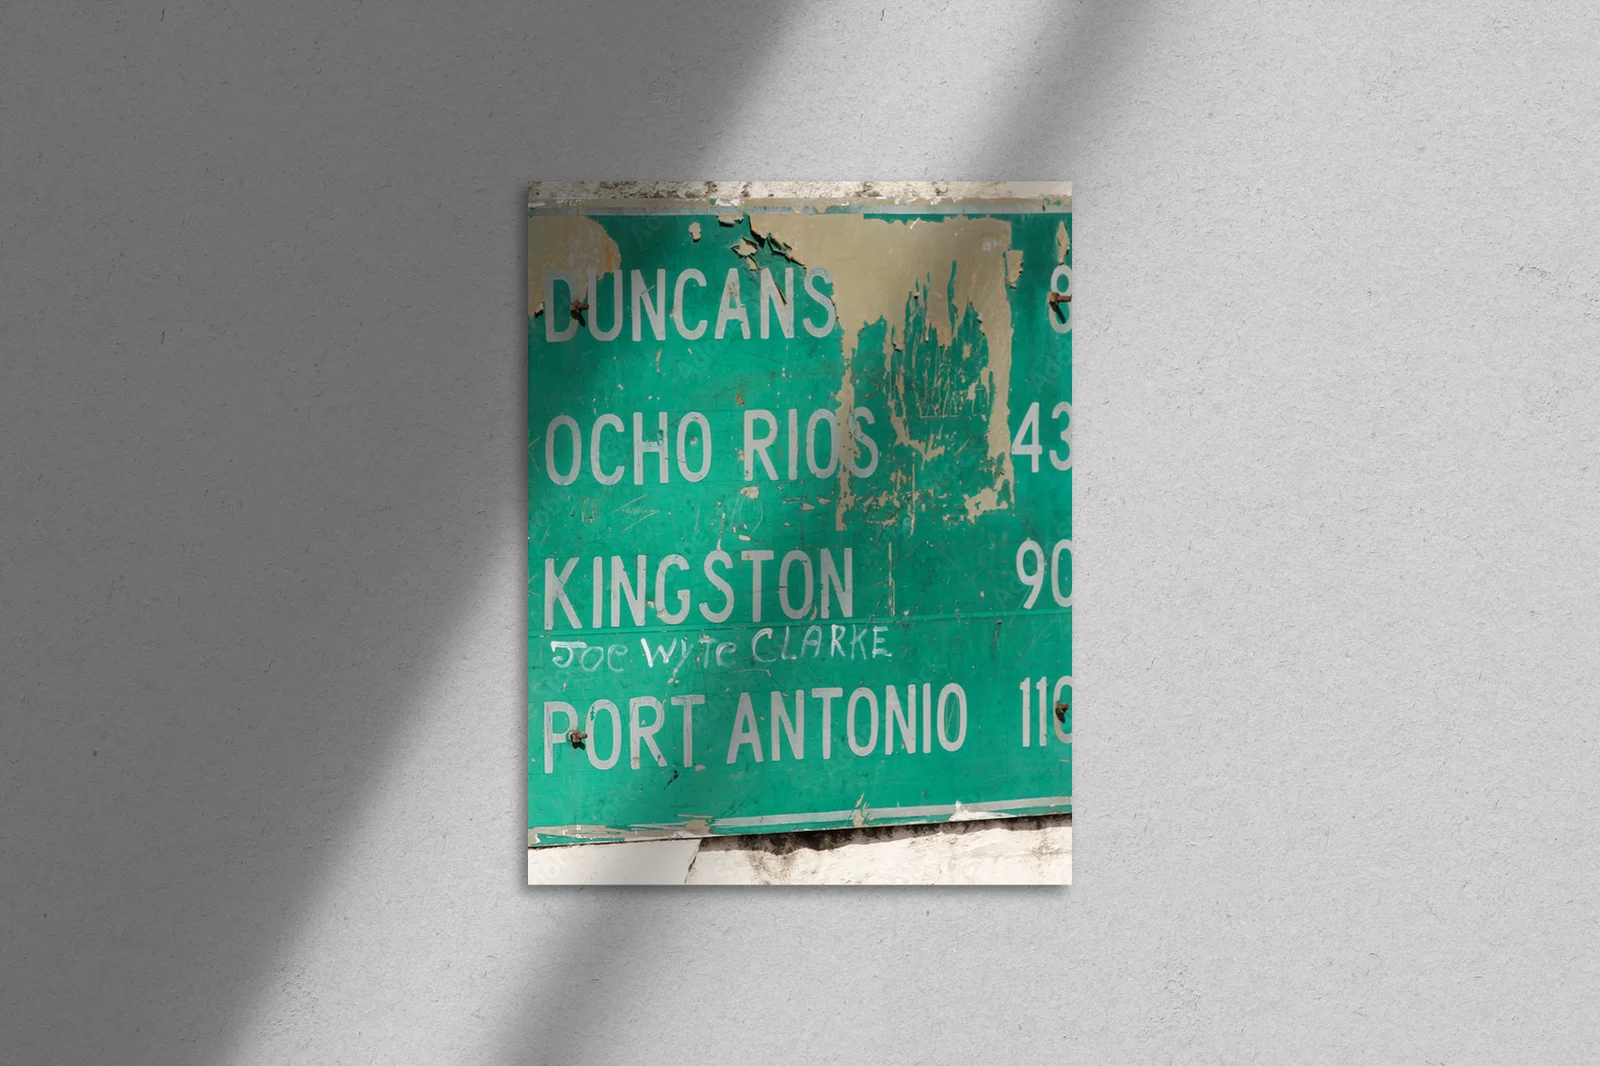 DUNCANS 8
OCHO RIOS 43
KINGSTON 90
Joe Wyte CLARKE
PORT ANTONIO 110